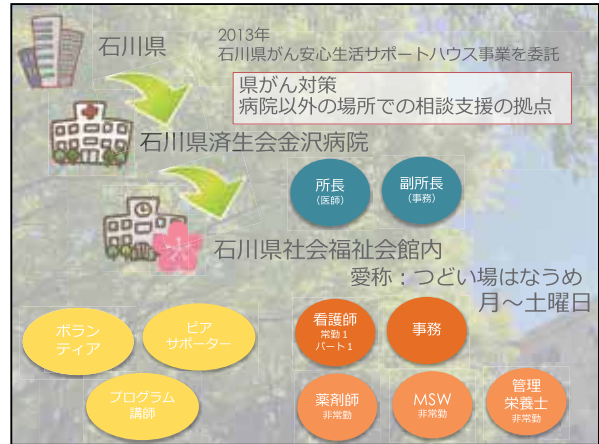 石川県
2013年
石川県がん安心生活サポートハウス事業を委託
県がん対策
病院以外の場所での相談支援の拠点
石川県済生会金沢病院
所長
(医師)
副所長
(事務)
石川県社会福祉会館内
愛称：つどい場はなうめ
月～土曜日
ボラン
ティア
ピア
サポーター
プログラム
講師
看護師
常勤1
パート1
事務
薬剤師
非常勤
MSW
非常勤
管理
栄養士
非常勤